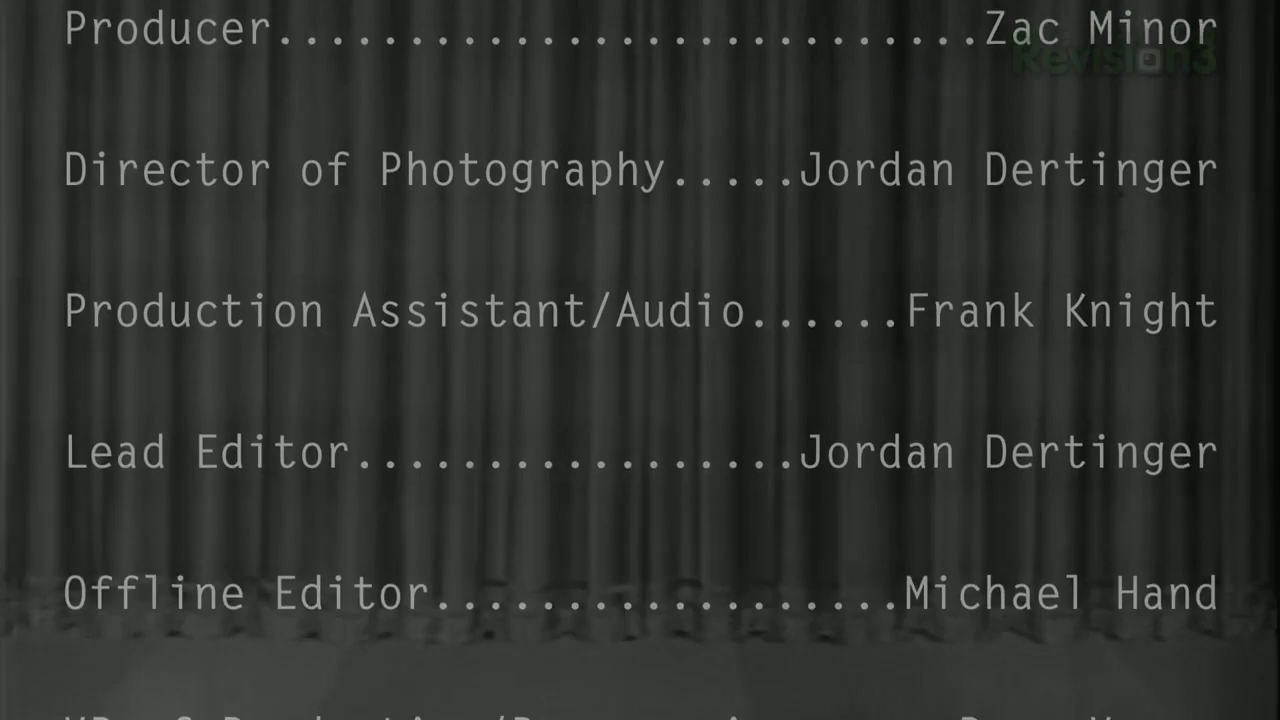 Producer...........................Zac Minor
Revision3
Director of Photography.....Jordan Dertinger
Production Assistant/Audio......Frank Knight
Lead Editor.................Jordan Dertinger
Offline Editor..................Michael Hand